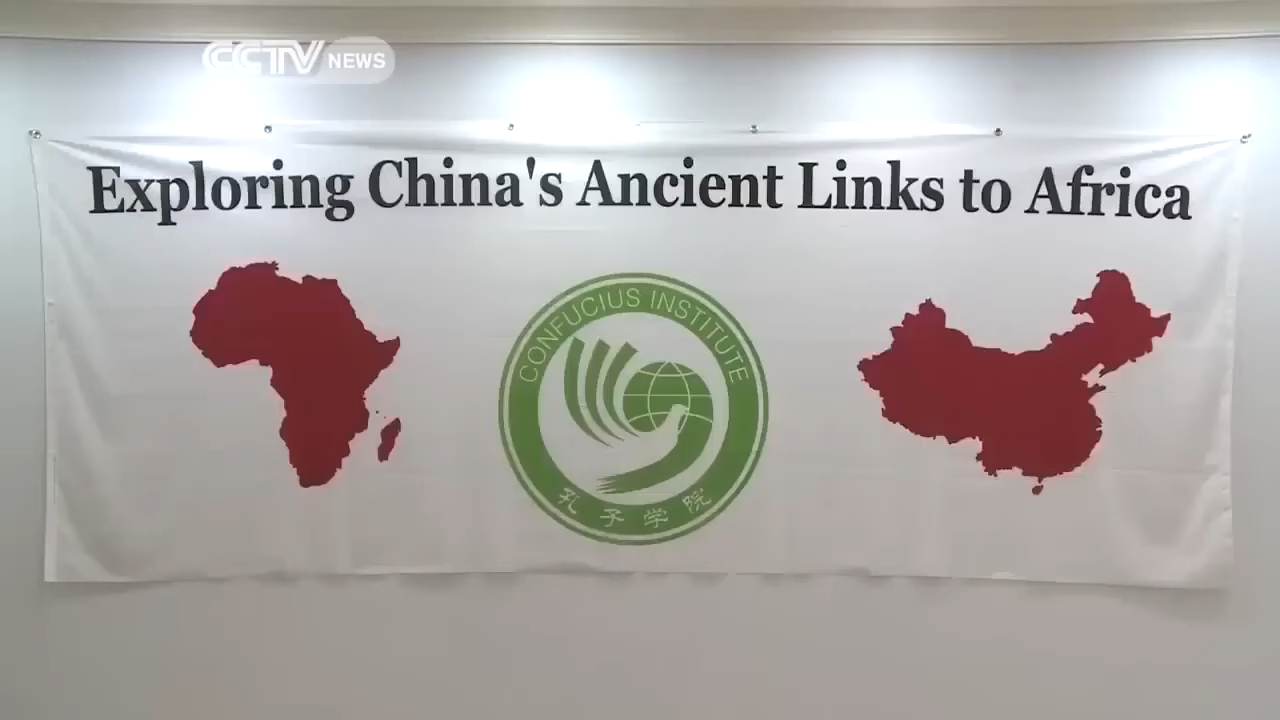 CCTV NEWS
Exploring China's Ancient Links to Africa
CONFUCIUS INSTITUTE
孔子学院